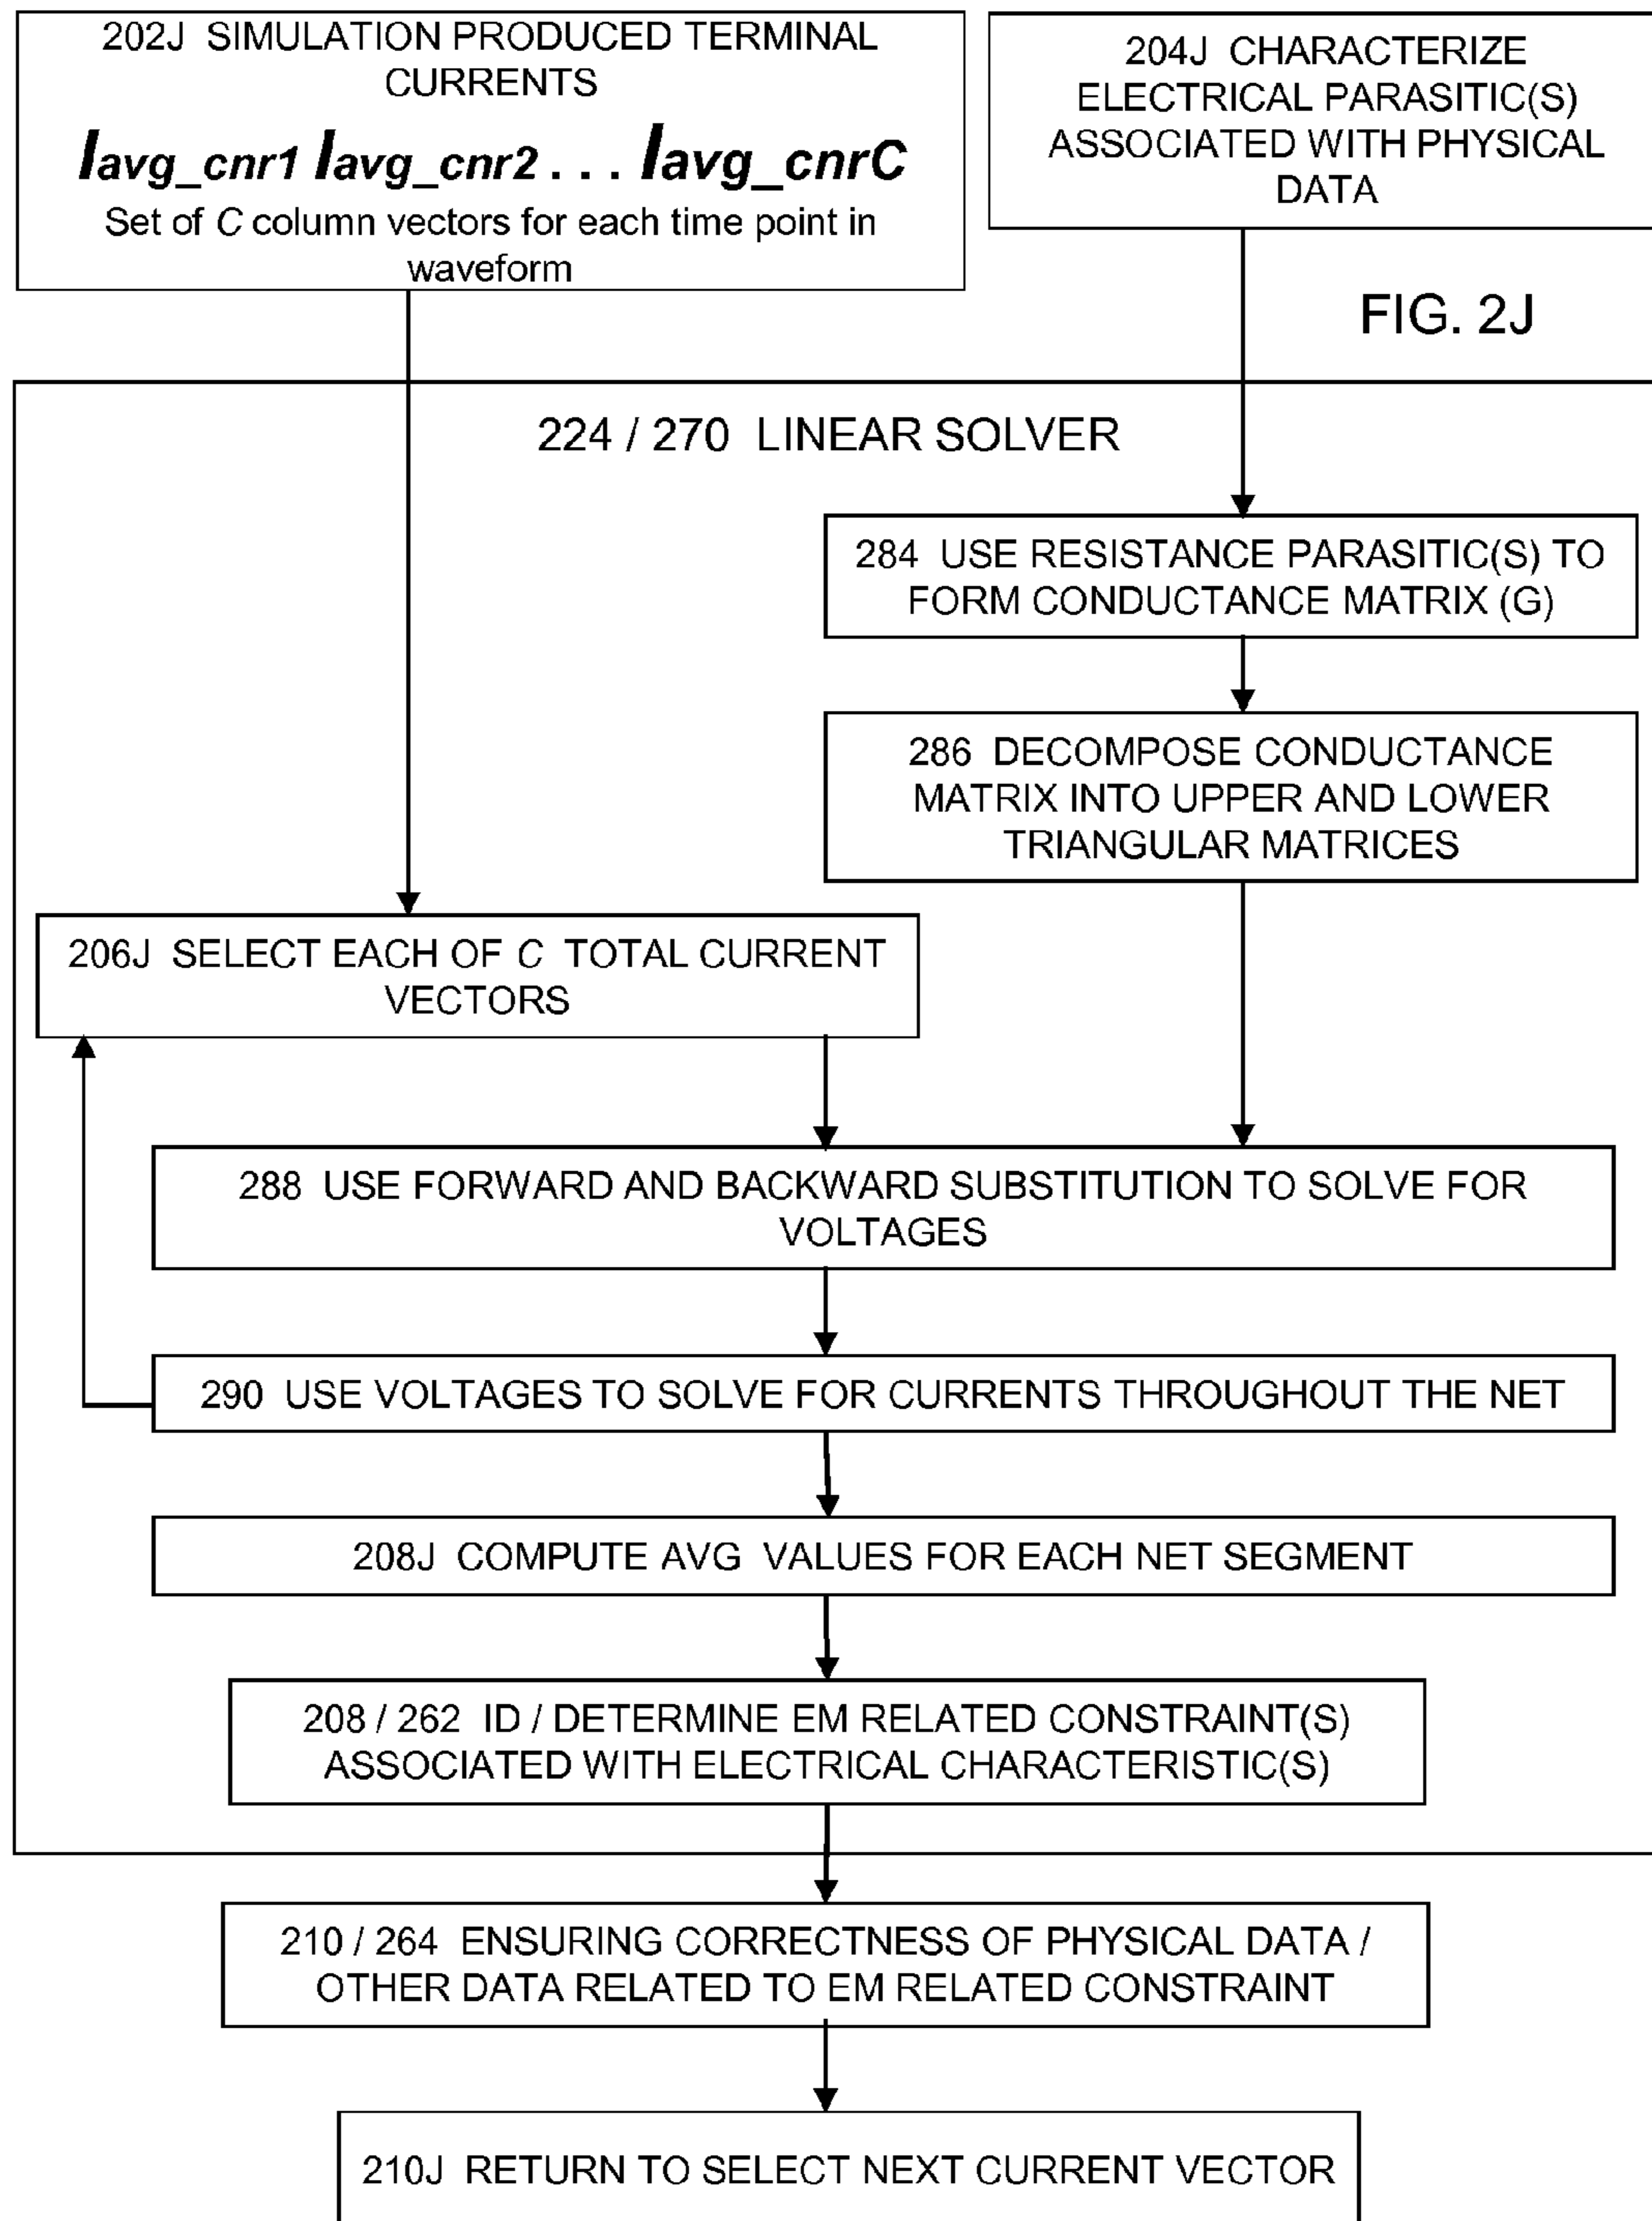 202J SIMULATION PRODUCED TERMINAL
CURRENTS
Iavg_cnr1 Iavg_cnr2 . . . Iavg_cnrC
Set of C column vectors for each time point in
waveform
204J CHARACTERIZE
ELECTRICAL PARASITIC(S)
ASSOCIATED WITH PHYSICAL
DATA
FIG. 2J
224 / 270 LINEAR SOLVER
284 USE RESISTANCE PARASITIC(S) TO
FORM CONDUCTANCE MATRIX (G)
286 DECOMPOSE CONDUCTANCE
MATRIX INTO UPPER AND LOWER
TRIANGULAR MATRICES
206J SELECT EACH OF C TOTAL CURRENT
VECTORS
288 USE FORWARD AND BACKWARD SUBSTITUTION TO SOLVE FOR
VOLTAGES
290 USE VOLTAGES TO SOLVE FOR CURRENTS THROUGHOUT THE NET
208J COMPUTE AVG VALUES FOR EACH NET SEGMENT
208 / 262 ID / DETERMINE EM RELATED CONSTRAINT(S)
ASSOCIATED WITH ELECTRICAL CHARACTERISTIC(S)
210 / 264 ENSURING CORRECTNESS OF PHYSICAL DATA /
OTHER DATA RELATED TO EM RELATED CONSTRAINT
210J RETURN TO SELECT NEXT CURRENT VECTOR